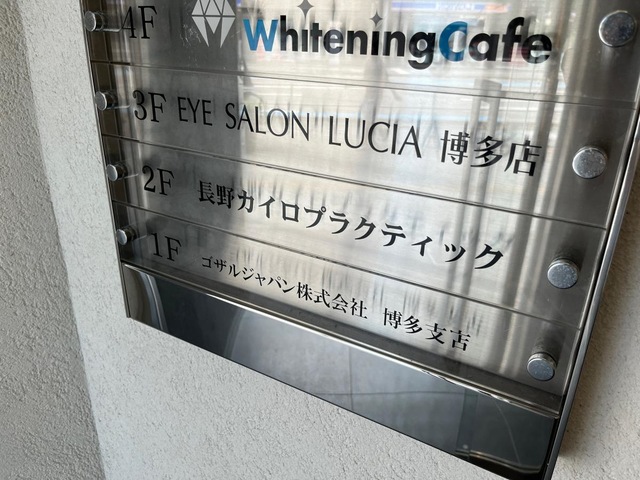 4F WhiteningCafe
3F EYE SALON LUCIA 博多店
2F 長野カイロプラクティック
1F ゴザルジャパン株式会社 博多支店